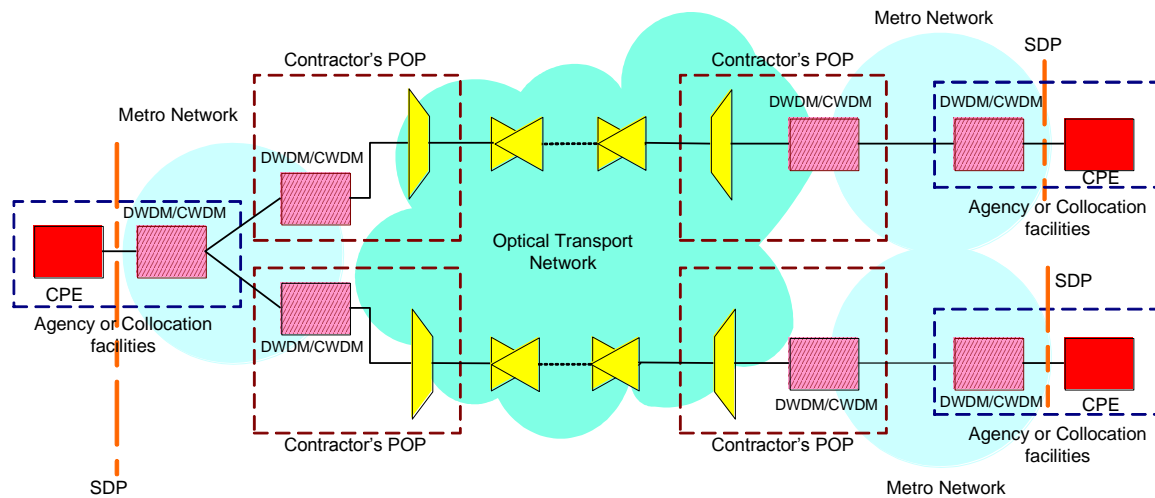 Metro Network
SDP
Contractor's POP
Contractor's POP
DWDM/CWDM
DWDM/CWDM
Metro Network
DWDM/CWDM
CPE
Agency or Collocation
facilities
DWDM/CWDM
Optical Transport
Network
SDP
CPE
Agency or Collocation
facilities
DWDM/CWDM
DWDM/CWDM
DWDM/CWDM
CPE
Contractor's POP
Contractor's POP
Agency or Collocation
facilities
SDP
Metro Network